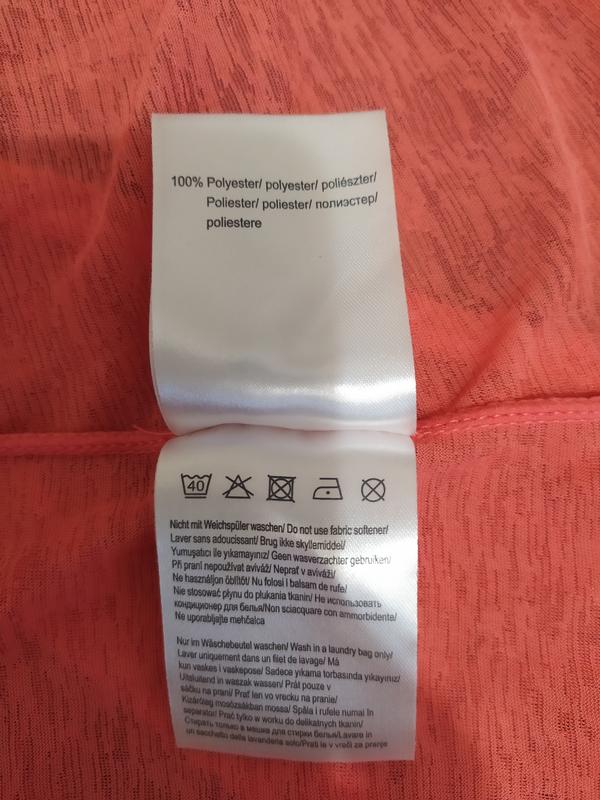 100% Polyester/ polyester/ poliészter/
Poliester/ poliester/ полиэстер/
poliestere
40
Nicht mit Weichspüler waschen/ Do not use fabric softener/
Laver sans adoucissant/ Brug ikke skyllemiddel/
Yumuşatıcı ile yıkamayınız/ Geen wasverzachter gebruiken/
Při praní nepoužívat aviváž/ Neprať v aviváži/
Ne használjon öblítőt/ Nu folosi i balsam de rufe/
Nie stosować płynu do płukania tkanin/ Не использовать
кондиционер для белья/Non sciacquare con ammorbidente/
Ne uporabljajte mehčalca
Nur im Wäschebeutel waschen/ Wash in a laundry bag only/
Laver uniquement dans un filet de lavage/ Må
kun vaskes i vaskepose/ Sadece yıkama torbasında yıkayınız/
Uitsluitend in waszak wassen/ Prát pouze v
sáčku na praní/ Prať len vo vrecku na pranie/
Kizárólag mosózsákban mossa/ Spăla i rufele numai în
separator/ Prać tylko w worku do delikatnych tkanin/
Стирать только в мешке для стирки белья/Lavare in
un sacchetto della lavanderia solo/Prati le v vreči za pranje